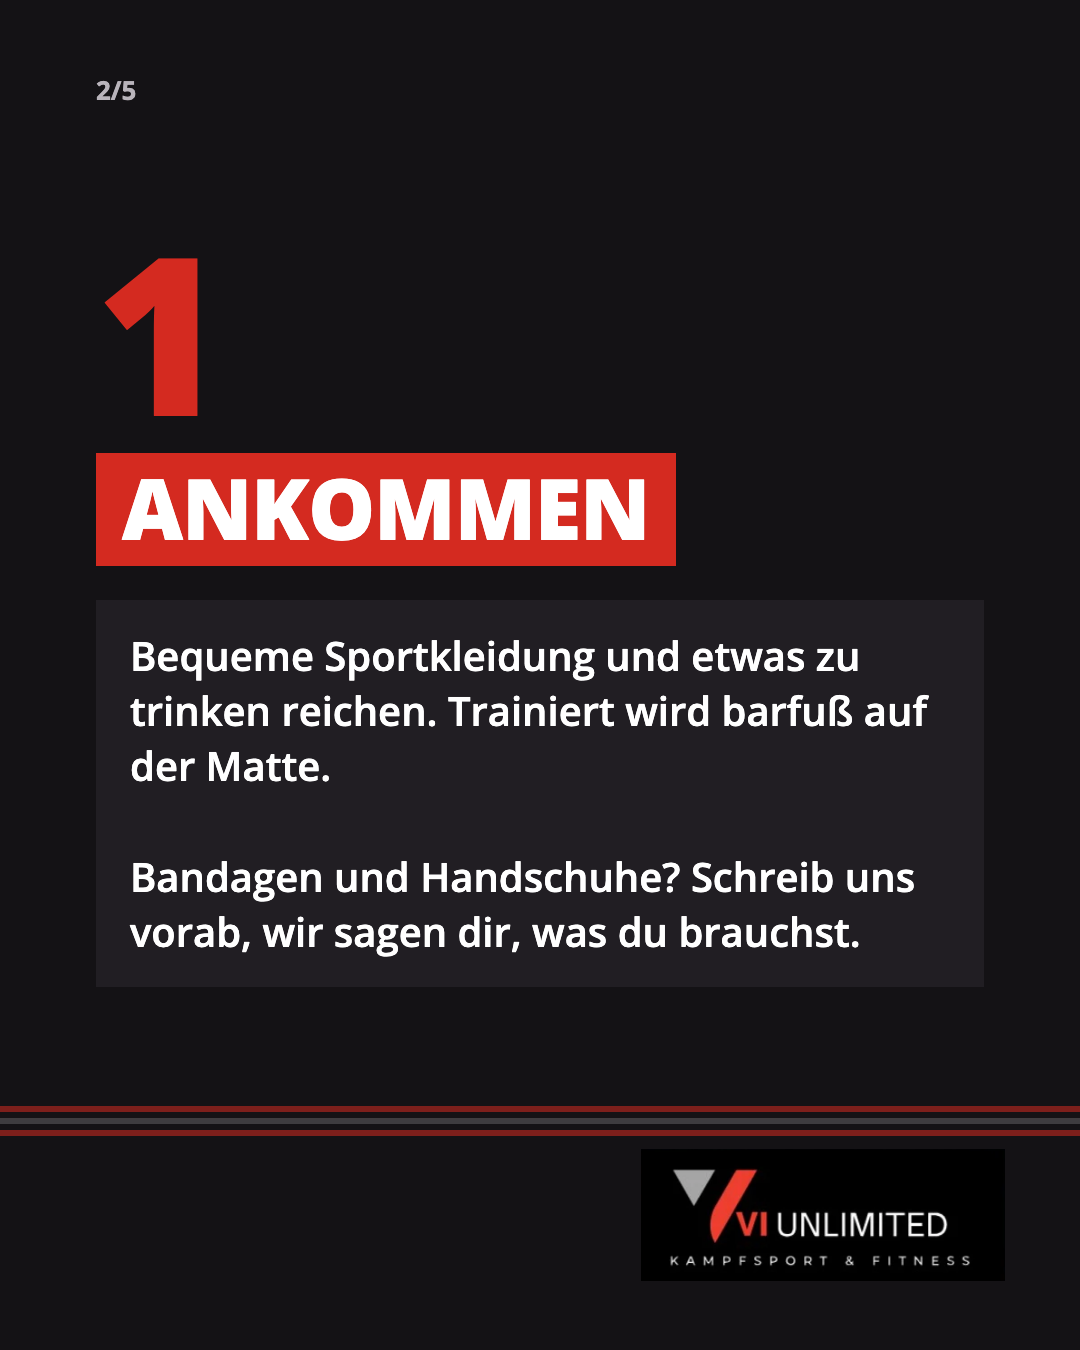 2/5
1
ANKOMMEN
Bequeme Sportkleidung und etwas zu
trinken reichen. Trainiert wird barfuß auf
der Matte.
Bandagen und Handschuhe? Schreib uns
vorab, wir sagen dir, was du brauchst.
VI UNLIMITED
KAMPFSPORT & FITNESS